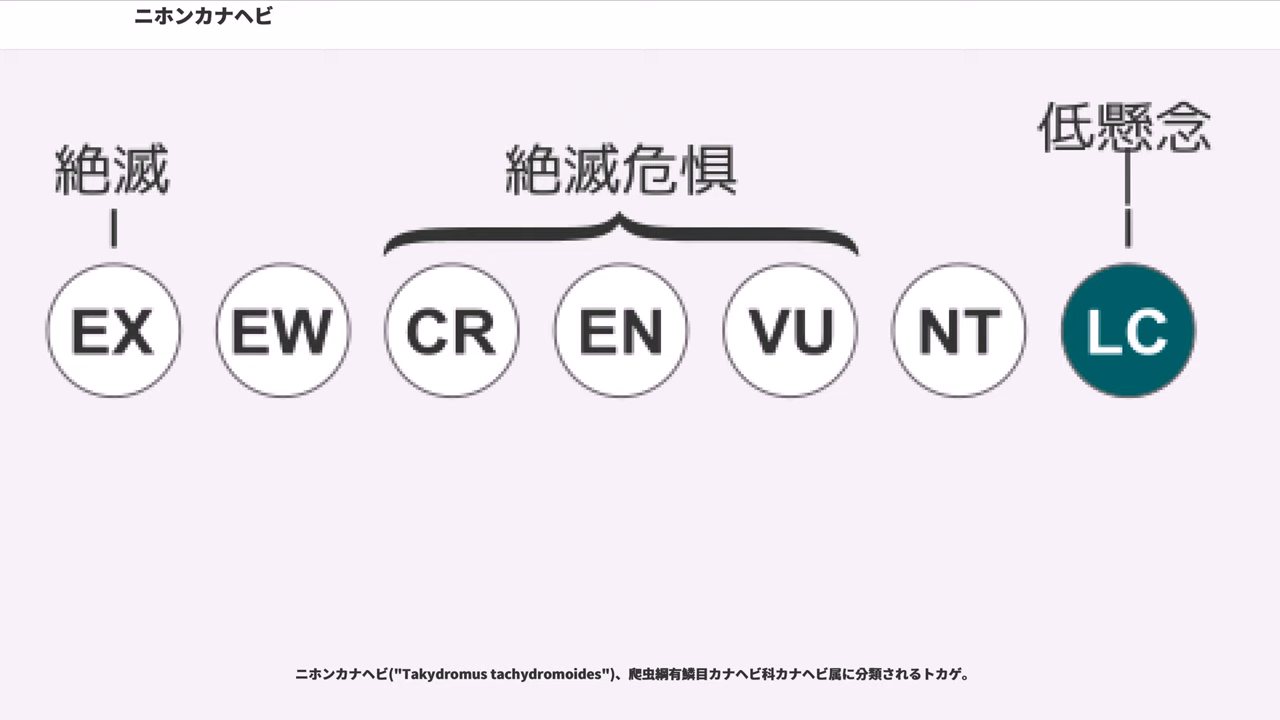 ニホンカナヘビ
低懸念
絶滅
絶滅危惧
EX EW CR EN VU NT LC
ニホンカナヘビ("Takydromus tachydromoides")、爬虫綱有鱗目カナヘビ科カナヘビ属に分類されるトカゲ。